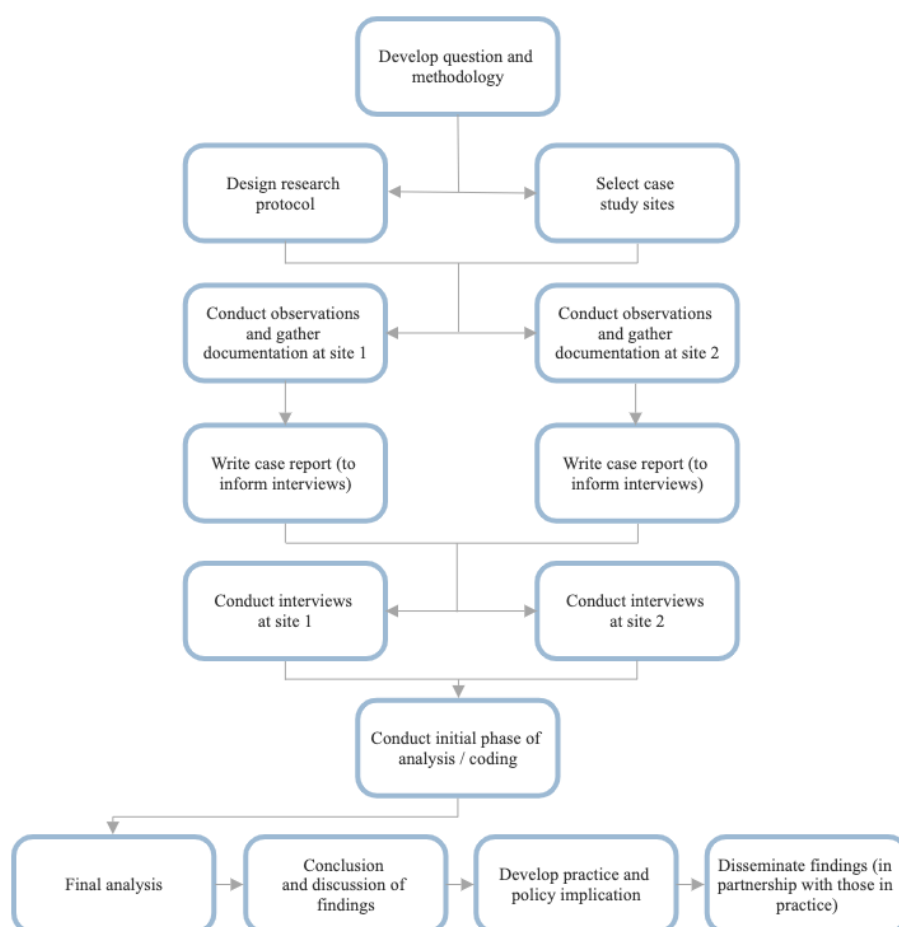 Develop question and
methodology
Design research
protocol
Select case
study sites
Conduct observations
and gather
documentation at site 1
Conduct observations
and gather
documentation at site 2
Write case report (to
inform interviews)
Write case report (to
inform interviews)
Conduct interviews
at site 1
Conduct interviews
at site 2
Conduct initial phase of
analysis / coding
Final analysis
Conclusion
and discussion of
findings
Develop practice and
policy implication
Disseminate findings (in
partnership with those in
practice)